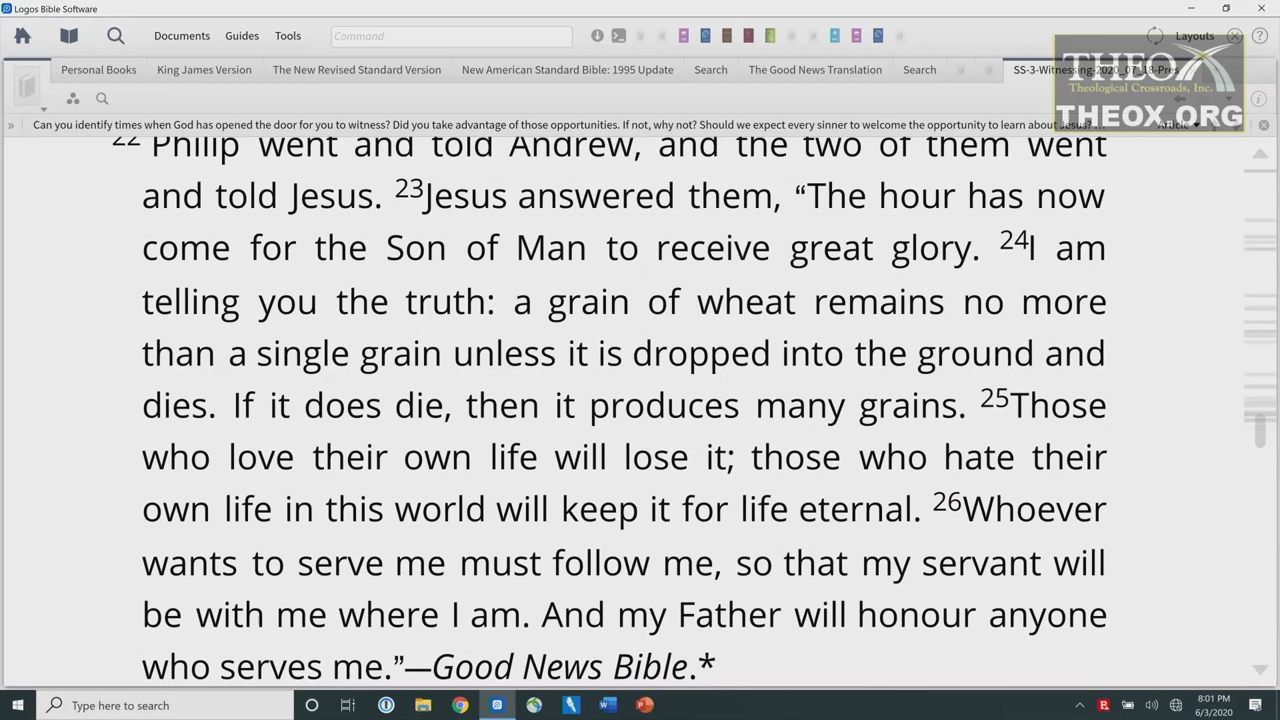 Logos Bible Software
Documents Guides Tools Command Layouts
Personal Books King James Version The New Revised New American Standard Bible: 1995 Update Search The Good News Translation Search SS-3-Witnessing-2020_07_18-Pres
THEO
Theological Crossroads, Inc.
THEOX.ORG
» Can you identify times when God has opened the door for you to witness? Did you take advantage of the opportunities. If not, why not? Should we expect every sinner to welcome the opportunity to learn about Jesus? ... Article
22 Philip went and told Andrew, and the two of them went
and told Jesus. 23Jesus answered them, “The hour has now
come for the Son of Man to receive great glory. 24I am
telling you the truth: a grain of wheat remains no more
than a single grain unless it is dropped into the ground and
dies. If it does die, then it produces many grains. 25Those
who love their own life will lose it; those who hate their
own life in this world will keep it for life eternal. 26Whoever
wants to serve me must follow me, so that my servant will
be with me where I am. And my Father will honour anyone
who serves me.”—Good News Bible.*
Type here to search
8:01 PM
6/3/2020